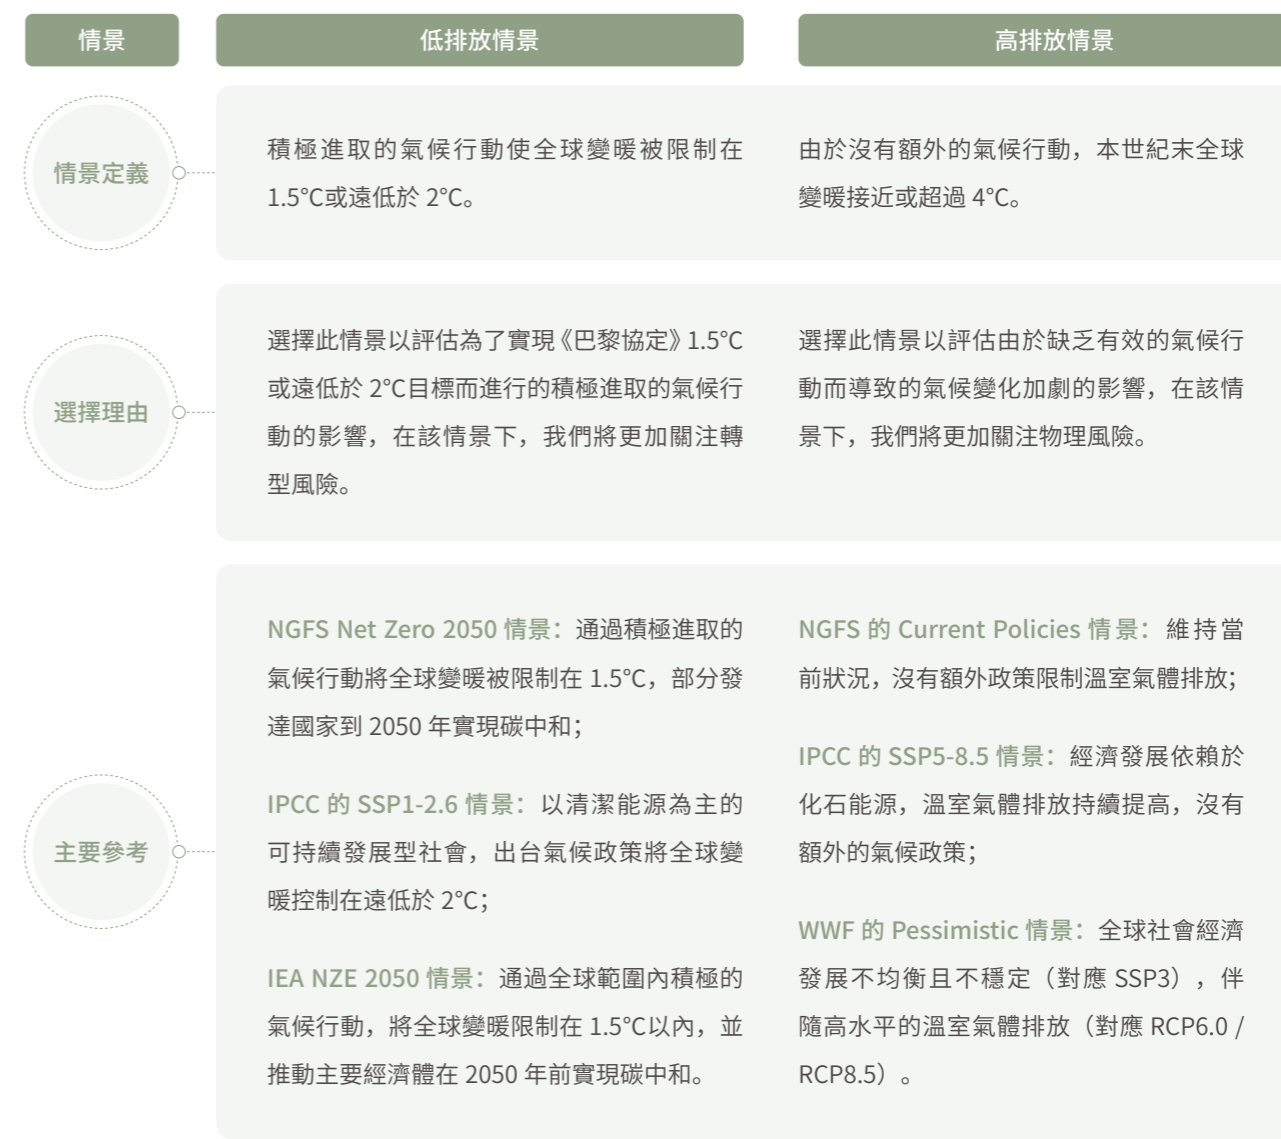 情景
低排放情景
高排放情景
情景定義
積極進取的氣候行動使全球變暖被限制在
1.5°C或遠低於 2°C。
由於沒有額外的氣候行動，本世紀末全球
變暖接近或超過 4°C。
選擇理由
選擇此情景以評估為了實現《巴黎協定》1.5°C
或遠低於 2°C目標而進行的積極進取的氣候行
動的影響，在該情景下，我們將更加關注轉
型風險。
選擇此情景以評估由於缺乏有效的氣候行
動而導致的氣候變化加劇的影響，在該情
景下，我們將更加關注物理風險。
主要參考
NGFS Net Zero 2050 情景：通過積極進取的
氣候行動將全球變暖被限制在 1.5°C，部分發
達國家到 2050 年實現碳中和；
IPCC 的 SSP1-2.6 情景：以清潔能源為主的
可持續發展型社會，出台氣候政策將全球變
暖控制在遠低於 2°C；
IEA NZE 2050 情景：通過全球範圍內積極的
氣候行動，將全球變暖限制在 1.5°C以內，並
推動主要經濟體在 2050 年前實現碳中和。
NGFS 的 Current Policies 情景：維持當
前狀況，沒有額外政策限制溫室氣體排放；
IPCC 的 SSP5-8.5 情景：經濟發展依賴於
化石能源，溫室氣體排放持續提高，沒有
額外的氣候政策；
WWF 的 Pessimistic 情景：全球社會經濟
發展不均衡且不穩定（對應 SSP3），伴
隨高水平的溫室氣體排放（對應 RCP6.0 /
RCP8.5）。